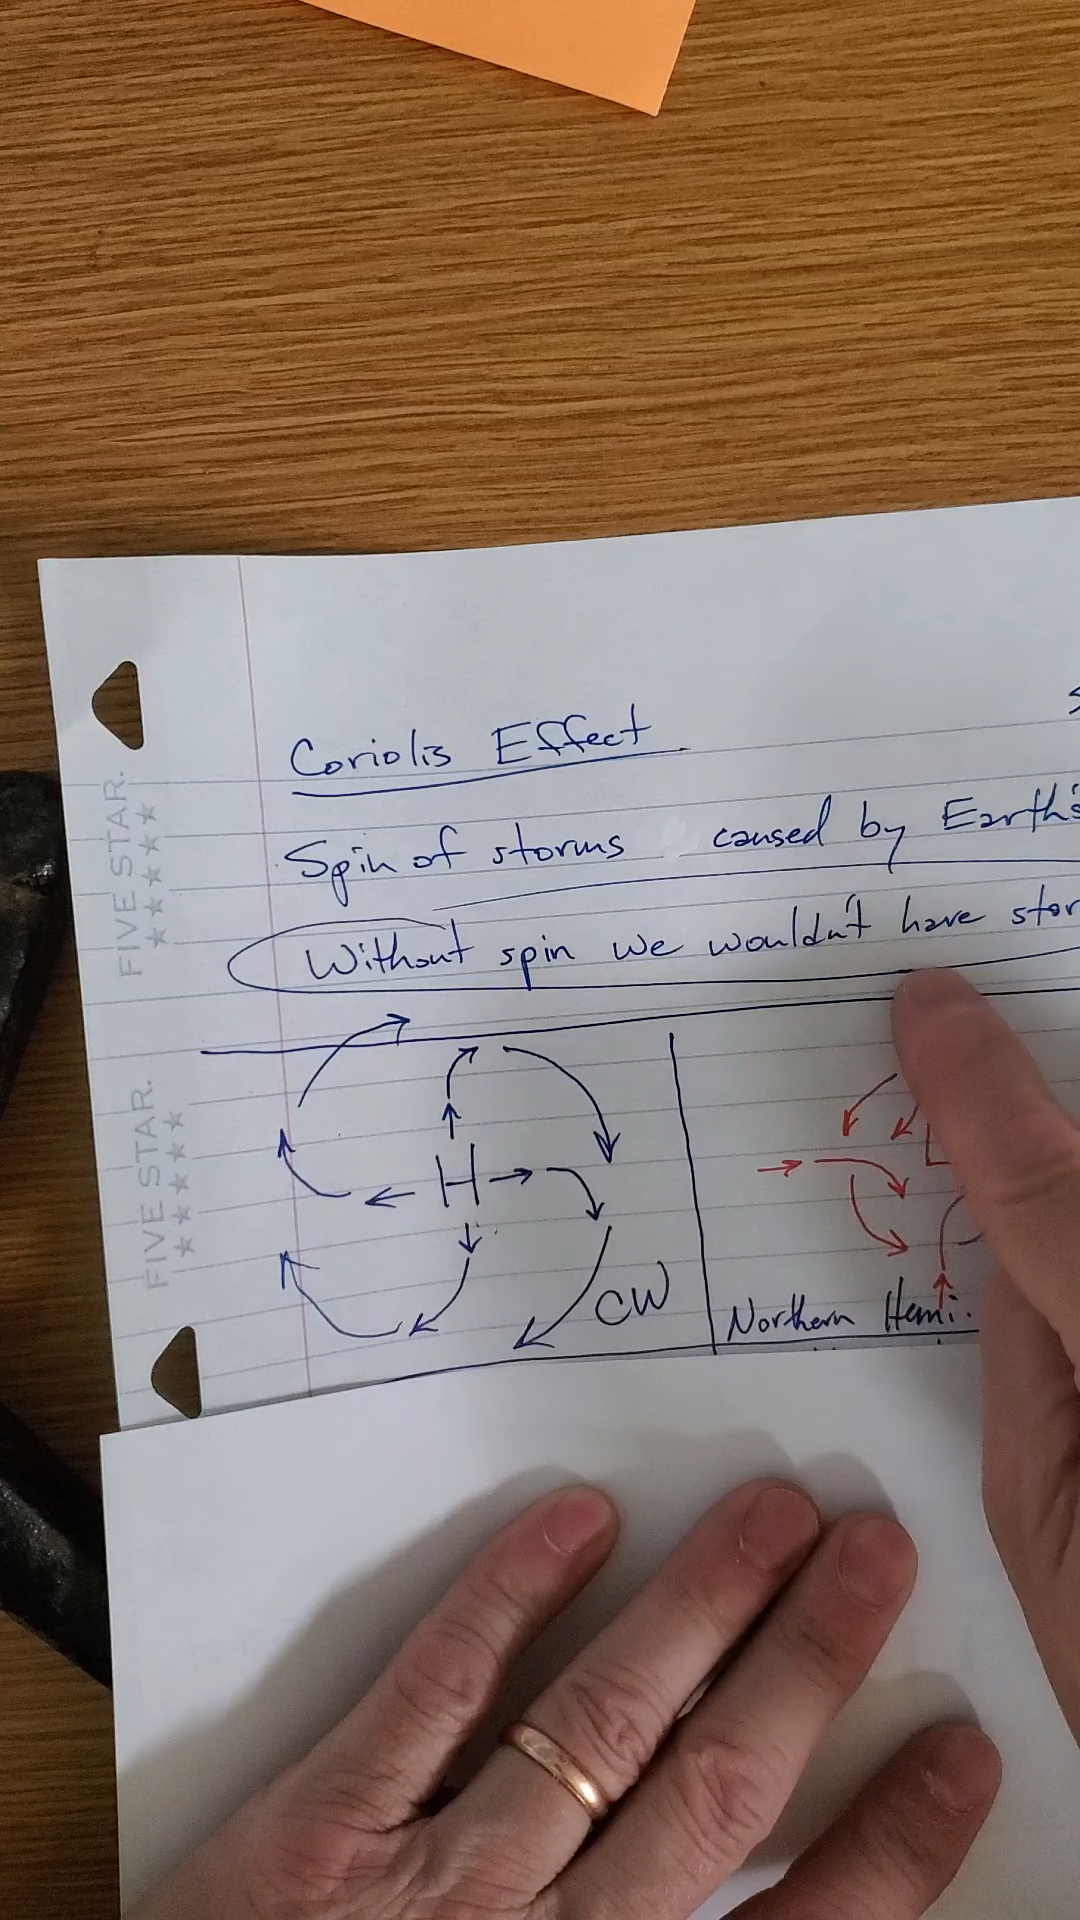 Coriolis Effect
Spin of storms caused by Earth's
Without spin we wouldn't have
H
L
CW
Northern Hemi.
FIVE STAR.
FIVE STAR.